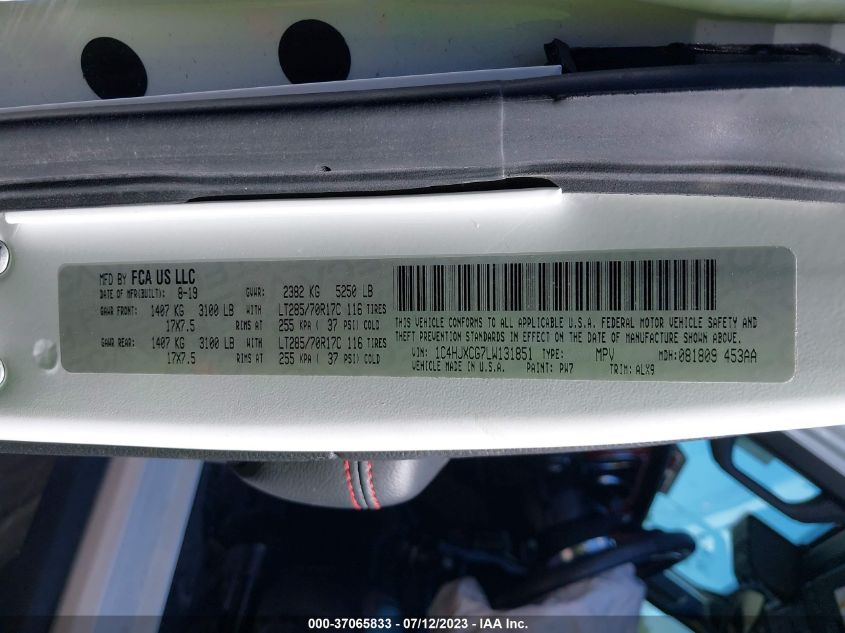 MFD BY FCA US LLC
DATE OF MFR(BUILT): 8-19 GVWR: 2382 KG 5250 LB
GAWR FRONT: 1407 KG 3100 LB WITH LT285/70R17C 116 TIRES
17X7.5 RIMS AT 255 KPA ( 37 PSI) COLD
GAWR REAR: 1407 KG 3100 LB WITH LT285/70R17C 116 TIRES
17X7.5 RIMS AT 255 KPA ( 37 PSI) COLD
THIS VEHICLE CONFORMS TO ALL APPLICABLE U.S.A. FEDERAL MOTOR VEHICLE SAFETY AND
THEFT PREVENTION STANDARDS IN EFFECT ON THE DATE OF MANUFACTURE SHOWN ABOVE.
VIN: 1C4HJXCG7LW131851 TYPE: MPV MDH: 081809 453AA
VEHICLE MADE IN U.S.A. PAINT: PW7 TRIM: ALX9
000-37065833 - 07/12/2023 - IAA Inc.